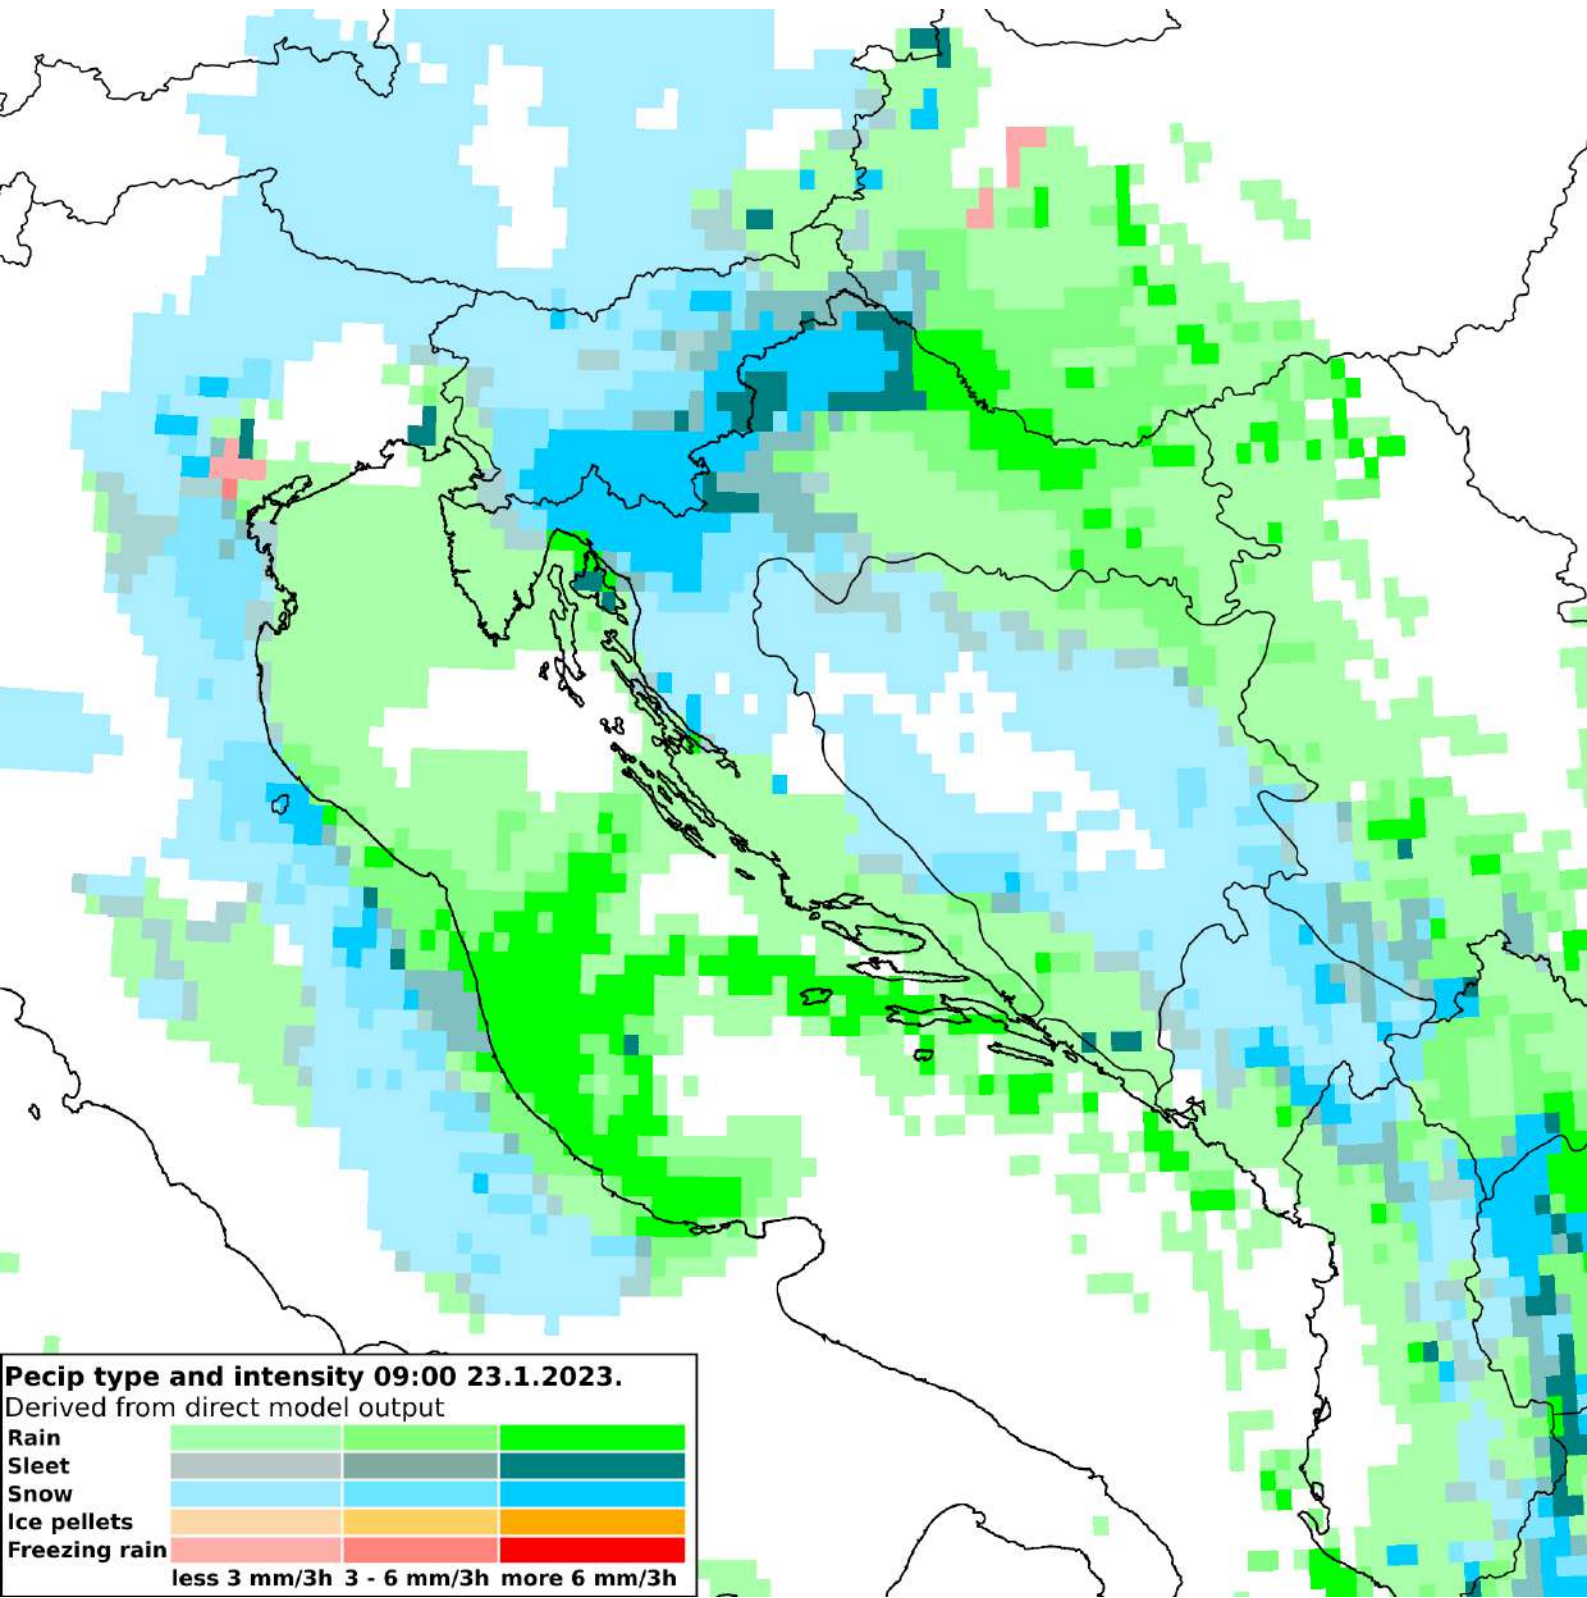 Pecip type and intensity 09:00 23.1.2023.
Derived from direct model output
Rain
Sleet
Snow
Ice pellets
Freezing rain
less 3 mm/3h 3 - 6 mm/3h more 6 mm/3h